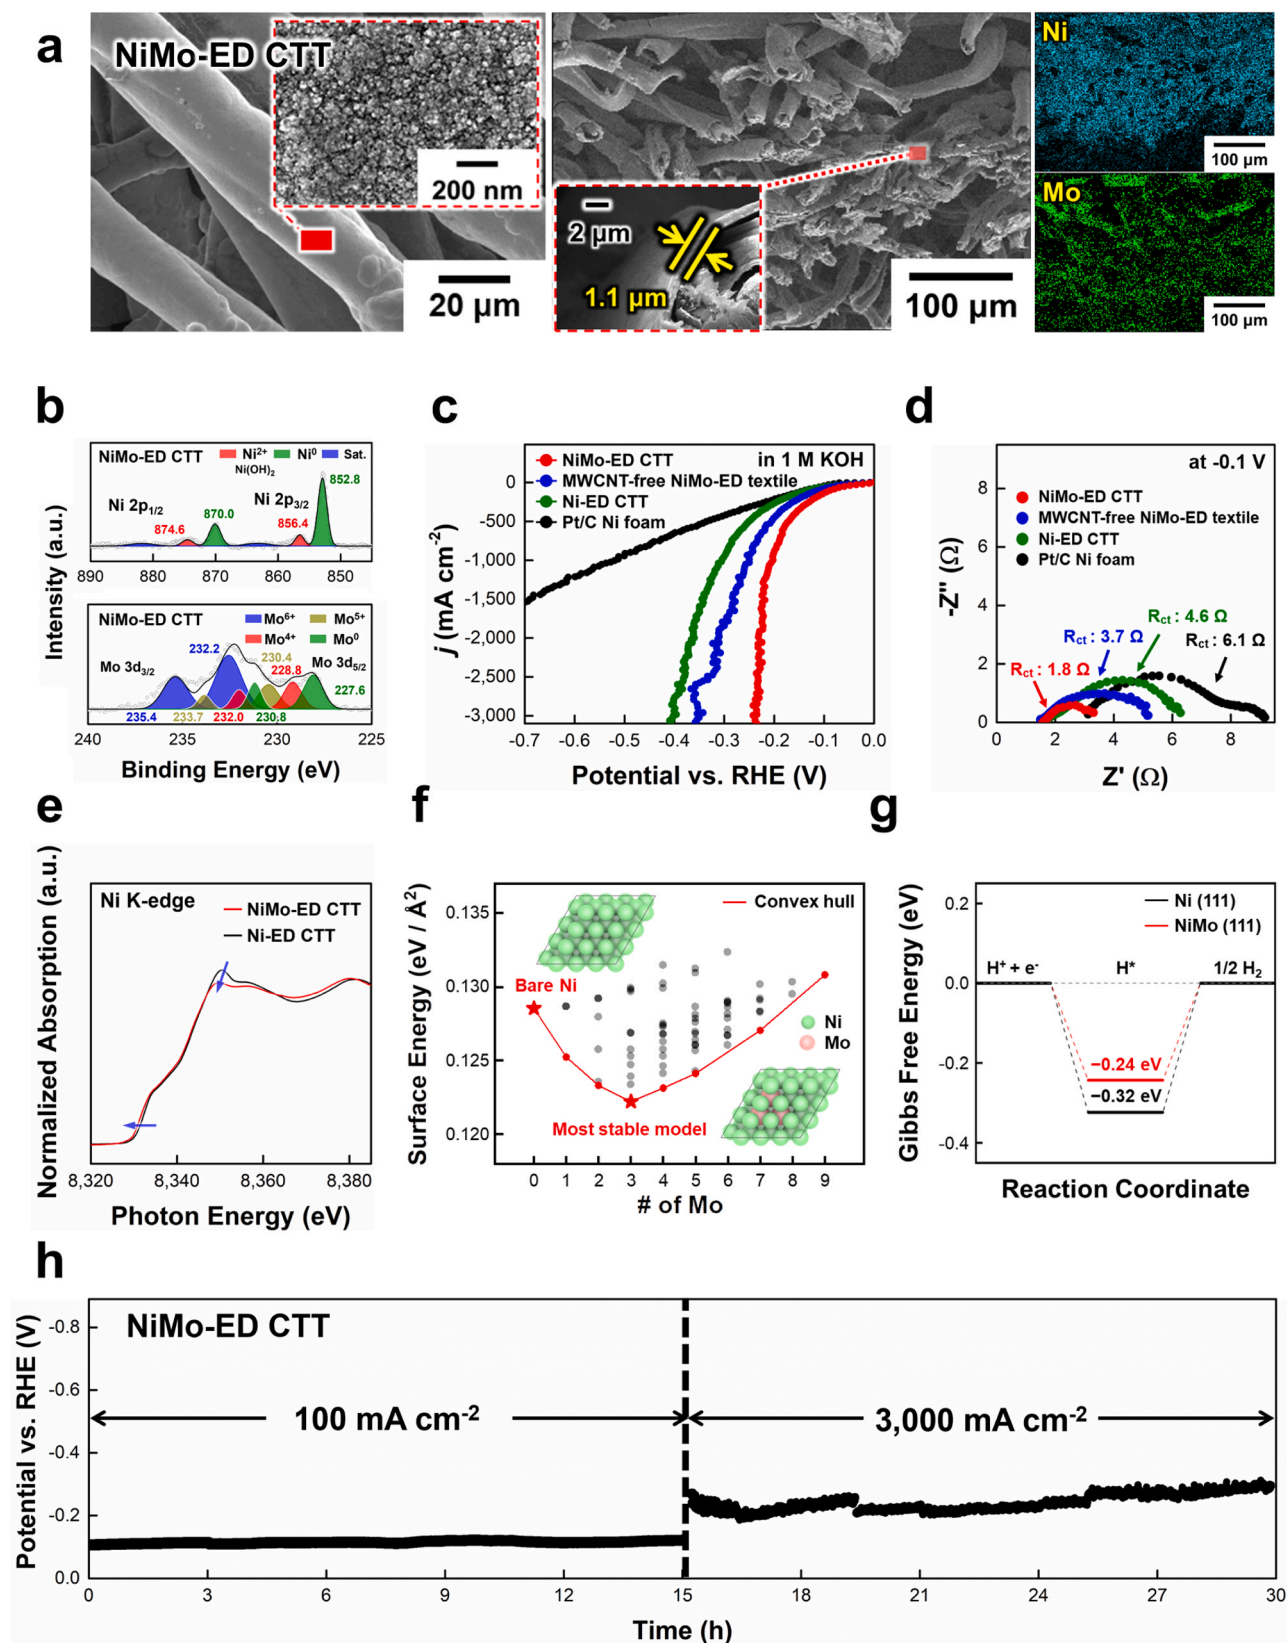 a
NiMo-ED CTT
200 nm
20 μm
2 μm
1.1 μm
100 μm
Ni
100 μm
Mo
100 μm
b
NiMo-ED CTT
Ni²⁺
Ni(OH)₂
Ni⁰
Sat.
852.8
Ni 2p₁/₂
Ni 2p₃/₂
874.6
870.0
856.4
890
880
870
860
850
NiMo-ED CTT
Mo⁶⁺
Mo⁵⁺
Mo⁴⁺
Mo⁰
232.2
230.4
Mo 3d₃/₂
Mo 3d₅/₂
228.8
227.6
235.4
233.7
232.0
230.8
240
235
230
225
Intensity (a.u.)
Binding Energy (eV)
c
NiMo-ED CTT
in 1 M KOH
MWCNT-free NiMo-ED textile
Ni-ED CTT
Pt/C Ni foam
0
-500
-1,000
-1,500
-2,000
-2,500
-3,000
-0.7
-0.6
-0.5
-0.4
-0.3
-0.2
-0.1
0.0
j (mA cm⁻²)
Potential vs. RHE (V)
d
at -0.1 V
NiMo-ED CTT
MWCNT-free NiMo-ED textile
Ni-ED CTT
Pt/C Ni foam
Rct : 4.6 Ω
Rct : 3.7 Ω
Rct : 6.1 Ω
Rct : 1.8 Ω
8
6
4
2
0
0
2
4
6
8
-Z'' (Ω)
Z' (Ω)
e
Ni K-edge
NiMo-ED CTT
Ni-ED CTT
8,320
8,340
8,360
8,380
Normalized Absorption (a.u.)
Photon Energy (eV)
f
Convex hull
Bare Ni
Ni
Mo
Most stable model
0.135
0.130
0.125
0.120
0
1
2
3
4
5
6
7
8
9
Surface Energy (eV / Å²)
# of Mo
g
Ni (111)
NiMo (111)
H⁺ + e⁻
H*
1/2 H₂
−0.24 eV
−0.32 eV
0.2
0.0
-0.2
-0.4
Gibbs Free Energy (eV)
Reaction Coordinate
h
NiMo-ED CTT
100 mA cm⁻²
3,000 mA cm⁻²
-0.8
-0.6
-0.4
-0.2
0.0
0
3
6
9
12
15
18
21
24
27
30
Potential vs. RHE (V)
Time (h)